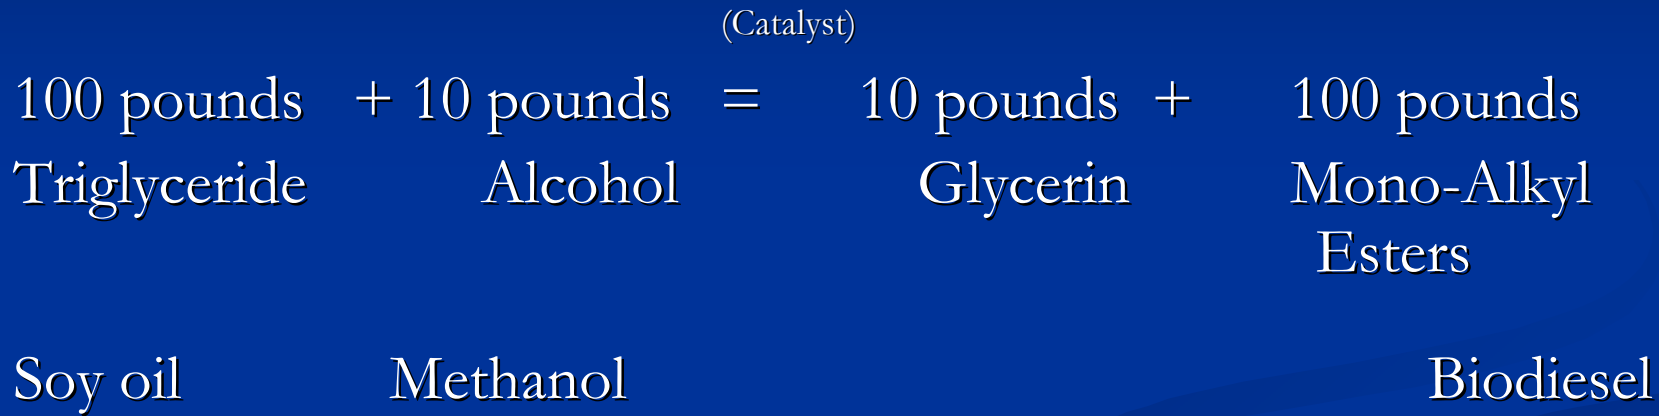 (Catalyst)
100 pounds + 10 pounds = 10 pounds + 100 pounds
Triglyceride Alcohol Glycerin Mono-Alkyl
Esters
Soy oil Methanol Biodiesel